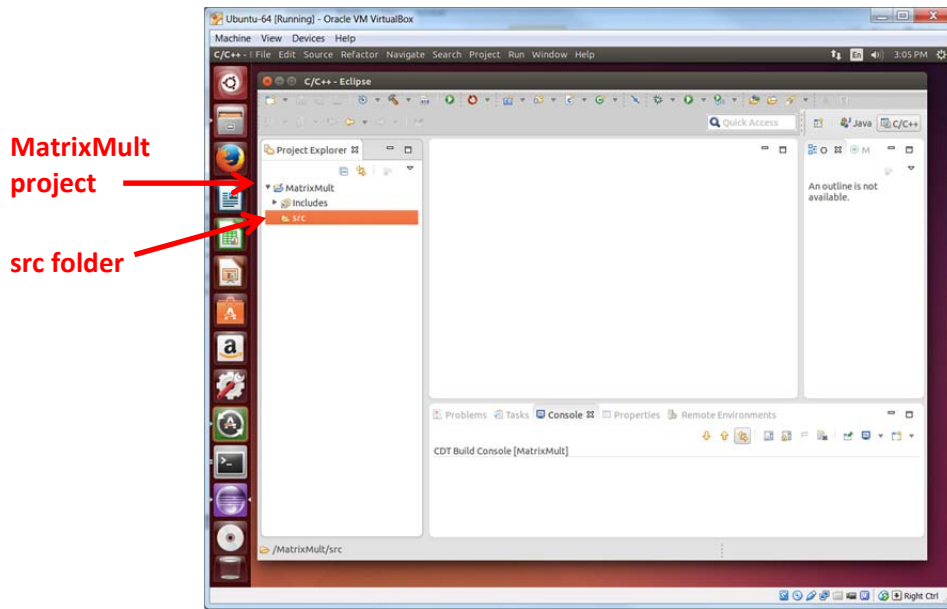 Ubuntu-64 [Running] - Oracle VM VirtualBox
Machine View Devices Help
C/C++ - I File Edit Source Refactor Navigate Search Project Run Window Help
En 3:05 PM
C/C++ - Eclipse
Quick Access
Java C/C++
MatrixMult
project
src folder
Project Explorer
MatrixMult
Includes
src
O M
An outline is not
available.
a
Problems Tasks Console Properties Remote Environments
CDT Build Console [MatrixMult]
/MatrixMult/src
Right Ctrl